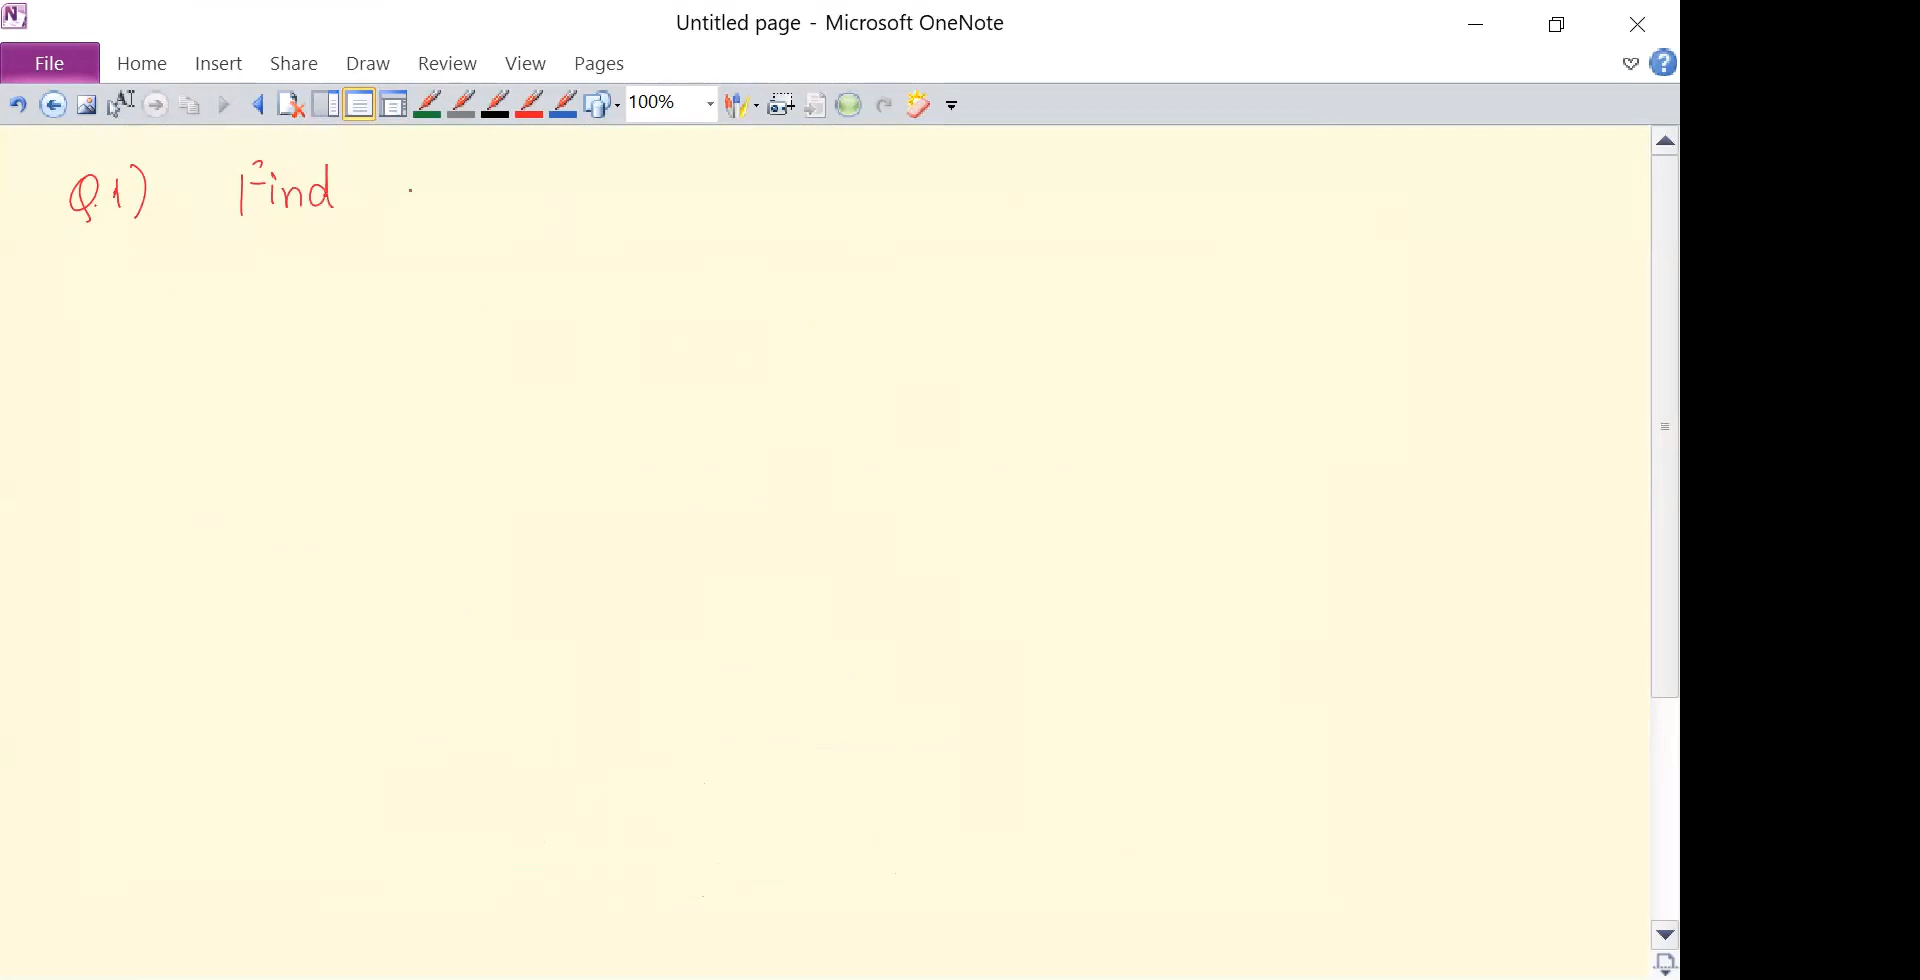 Untitled page - Microsoft OneNote
File Home Insert Share Draw Review View Pages
100%
Q.1) Find